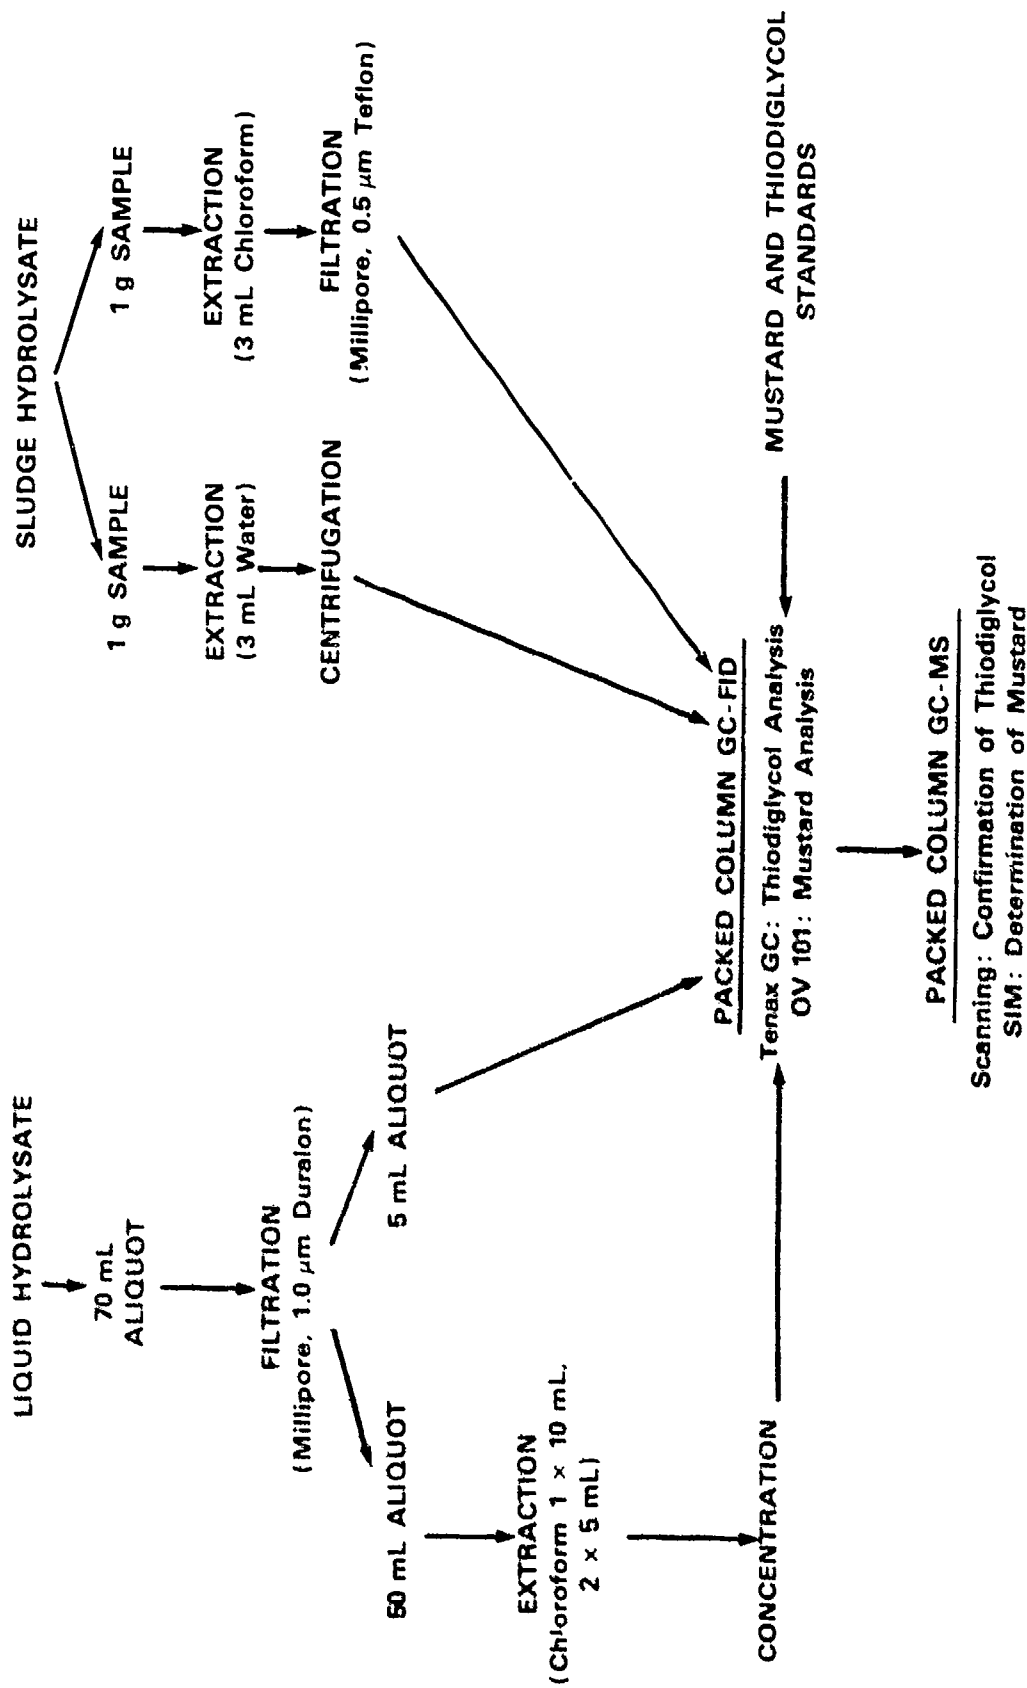 LIQUID HYDROLYSATE
70 mL
ALIQUOT
FILTRATION
(Millipore, 1.0 μm Duralon)
50 mL ALIQUOT
5 mL ALIQUOT
EXTRACTION
(Chloroform 1 × 10 mL,
2 × 5 mL)
CONCENTRATION
SLUDGE HYDROLYSATE
1 g SAMPLE
1 g SAMPLE
EXTRACTION
(3 mL Water)
EXTRACTION
(3 mL Chloroform)
CENTRIFUGATION
FILTRATION
(Millipore, 0.5 μm Teflon)
PACKED COLUMN GC-FID
Tenax GC: Thiodiglycol Analysis
OV 101: Mustard Analysis
MUSTARD AND THIODIGLYCOL
STANDARDS
PACKED COLUMN GC-MS
Scanning: Confirmation of Thiodiglycol
SIM: Determination of Mustard